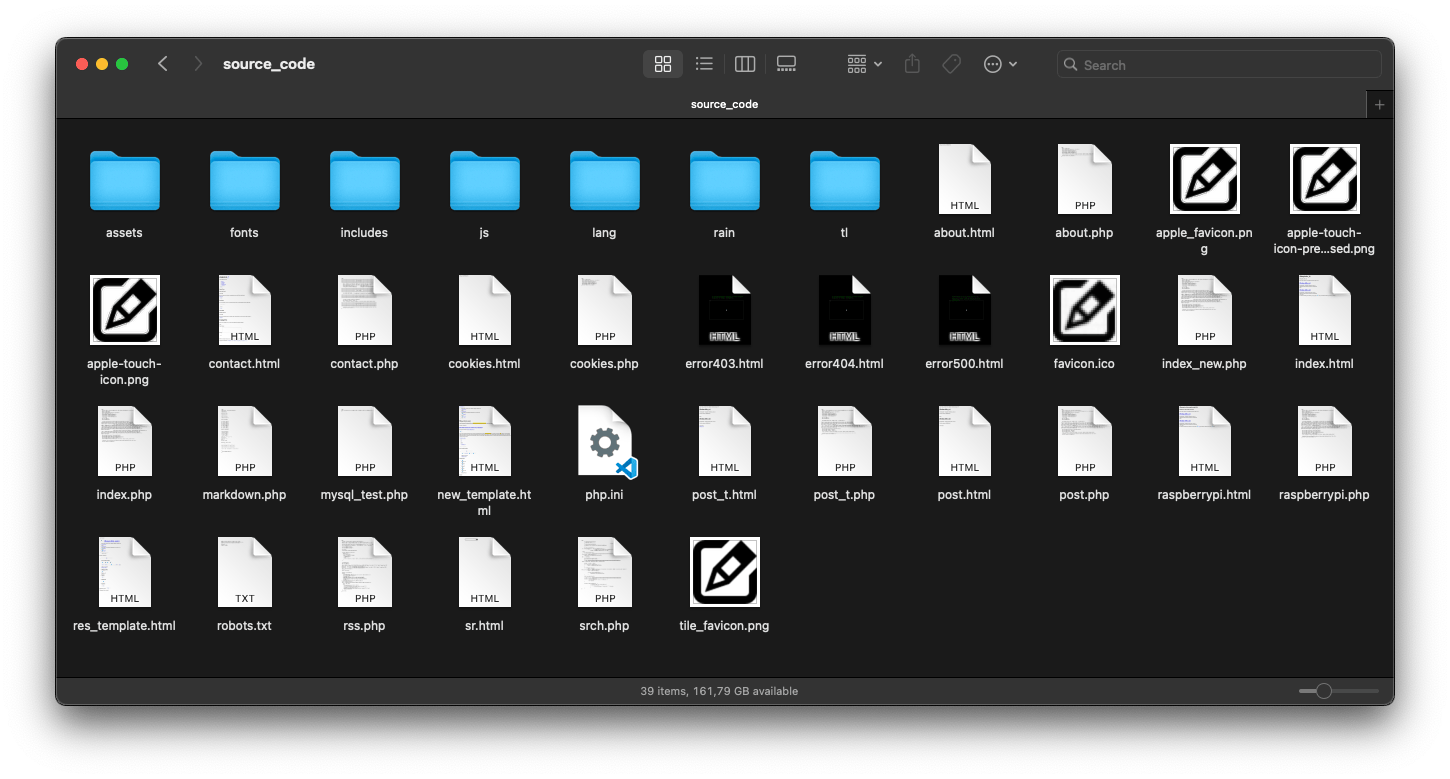 source_code
Search
source_code
HTML
PHP
assets
fonts
includes
js
lang
rain
tl
about.html
about.php
apple_favicon.pn
g
apple-touch-
icon-pre...sed.png
HTML
PHP
HTML
PHP
HTML
HTML
HTML
PHP
HTML
apple-touch-
icon.png
contact.html
contact.php
cookies.html
cookies.php
error403.html
error404.html
error500.html
favicon.ico
index_new.php
index.html
PHP
PHP
PHP
HTML
HTML
PHP
HTML
PHP
HTML
PHP
index.php
markdown.php
mysql_test.php
new_template.ht
ml
php.ini
post_t.html
post_t.php
post.html
post.php
raspberrypi.html
raspberrypi.php
HTML
TXT
PHP
HTML
PHP
res_template.html
robots.txt
rss.php
sr.html
srch.php
tile_favicon.png
39 items, 161,79 GB available